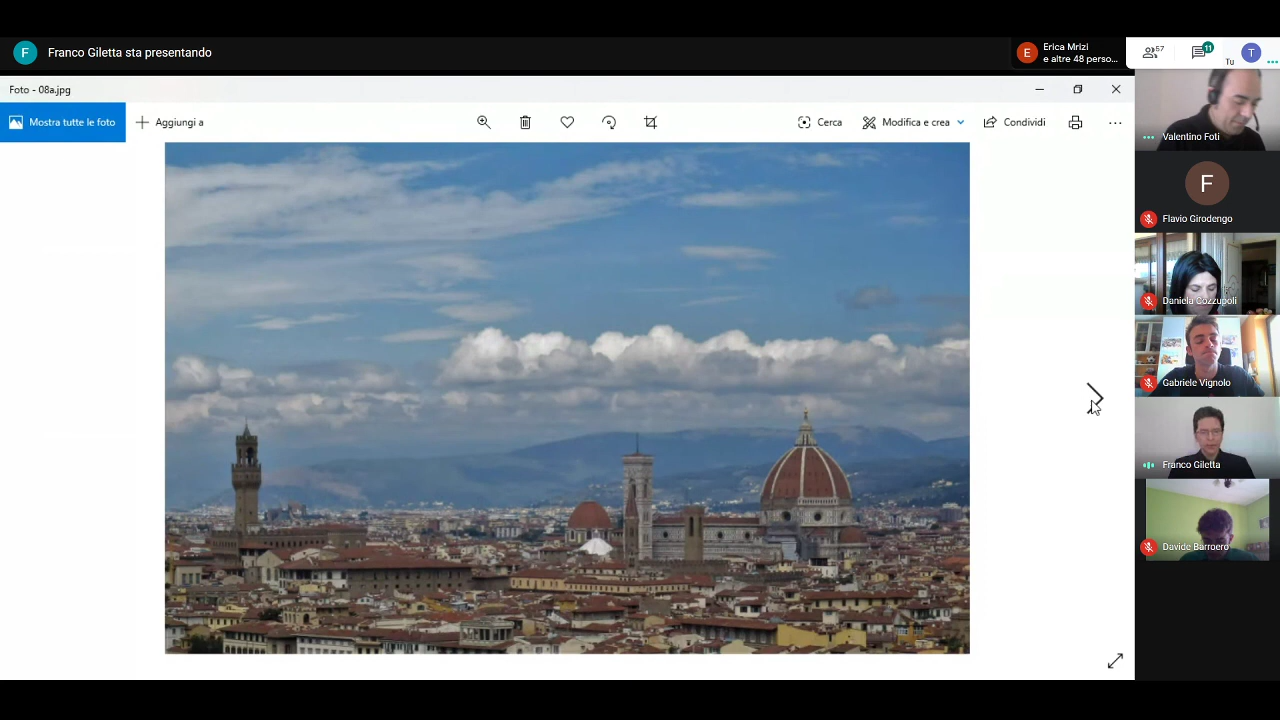 F
Franco Giletta sta presentando
E
Erica Mrizi
e altre 48 perso...
57
11
Tu
T
Foto - 08a.jpg
Mostra tutte le foto
Aggiungi a
Cerca
Modifica e crea
Condividi
Valentino Foti
F
Flavio Girodengo
Daniela Cozzupoli
Gabriele Vignolo
Franco Giletta
Davide Barroero